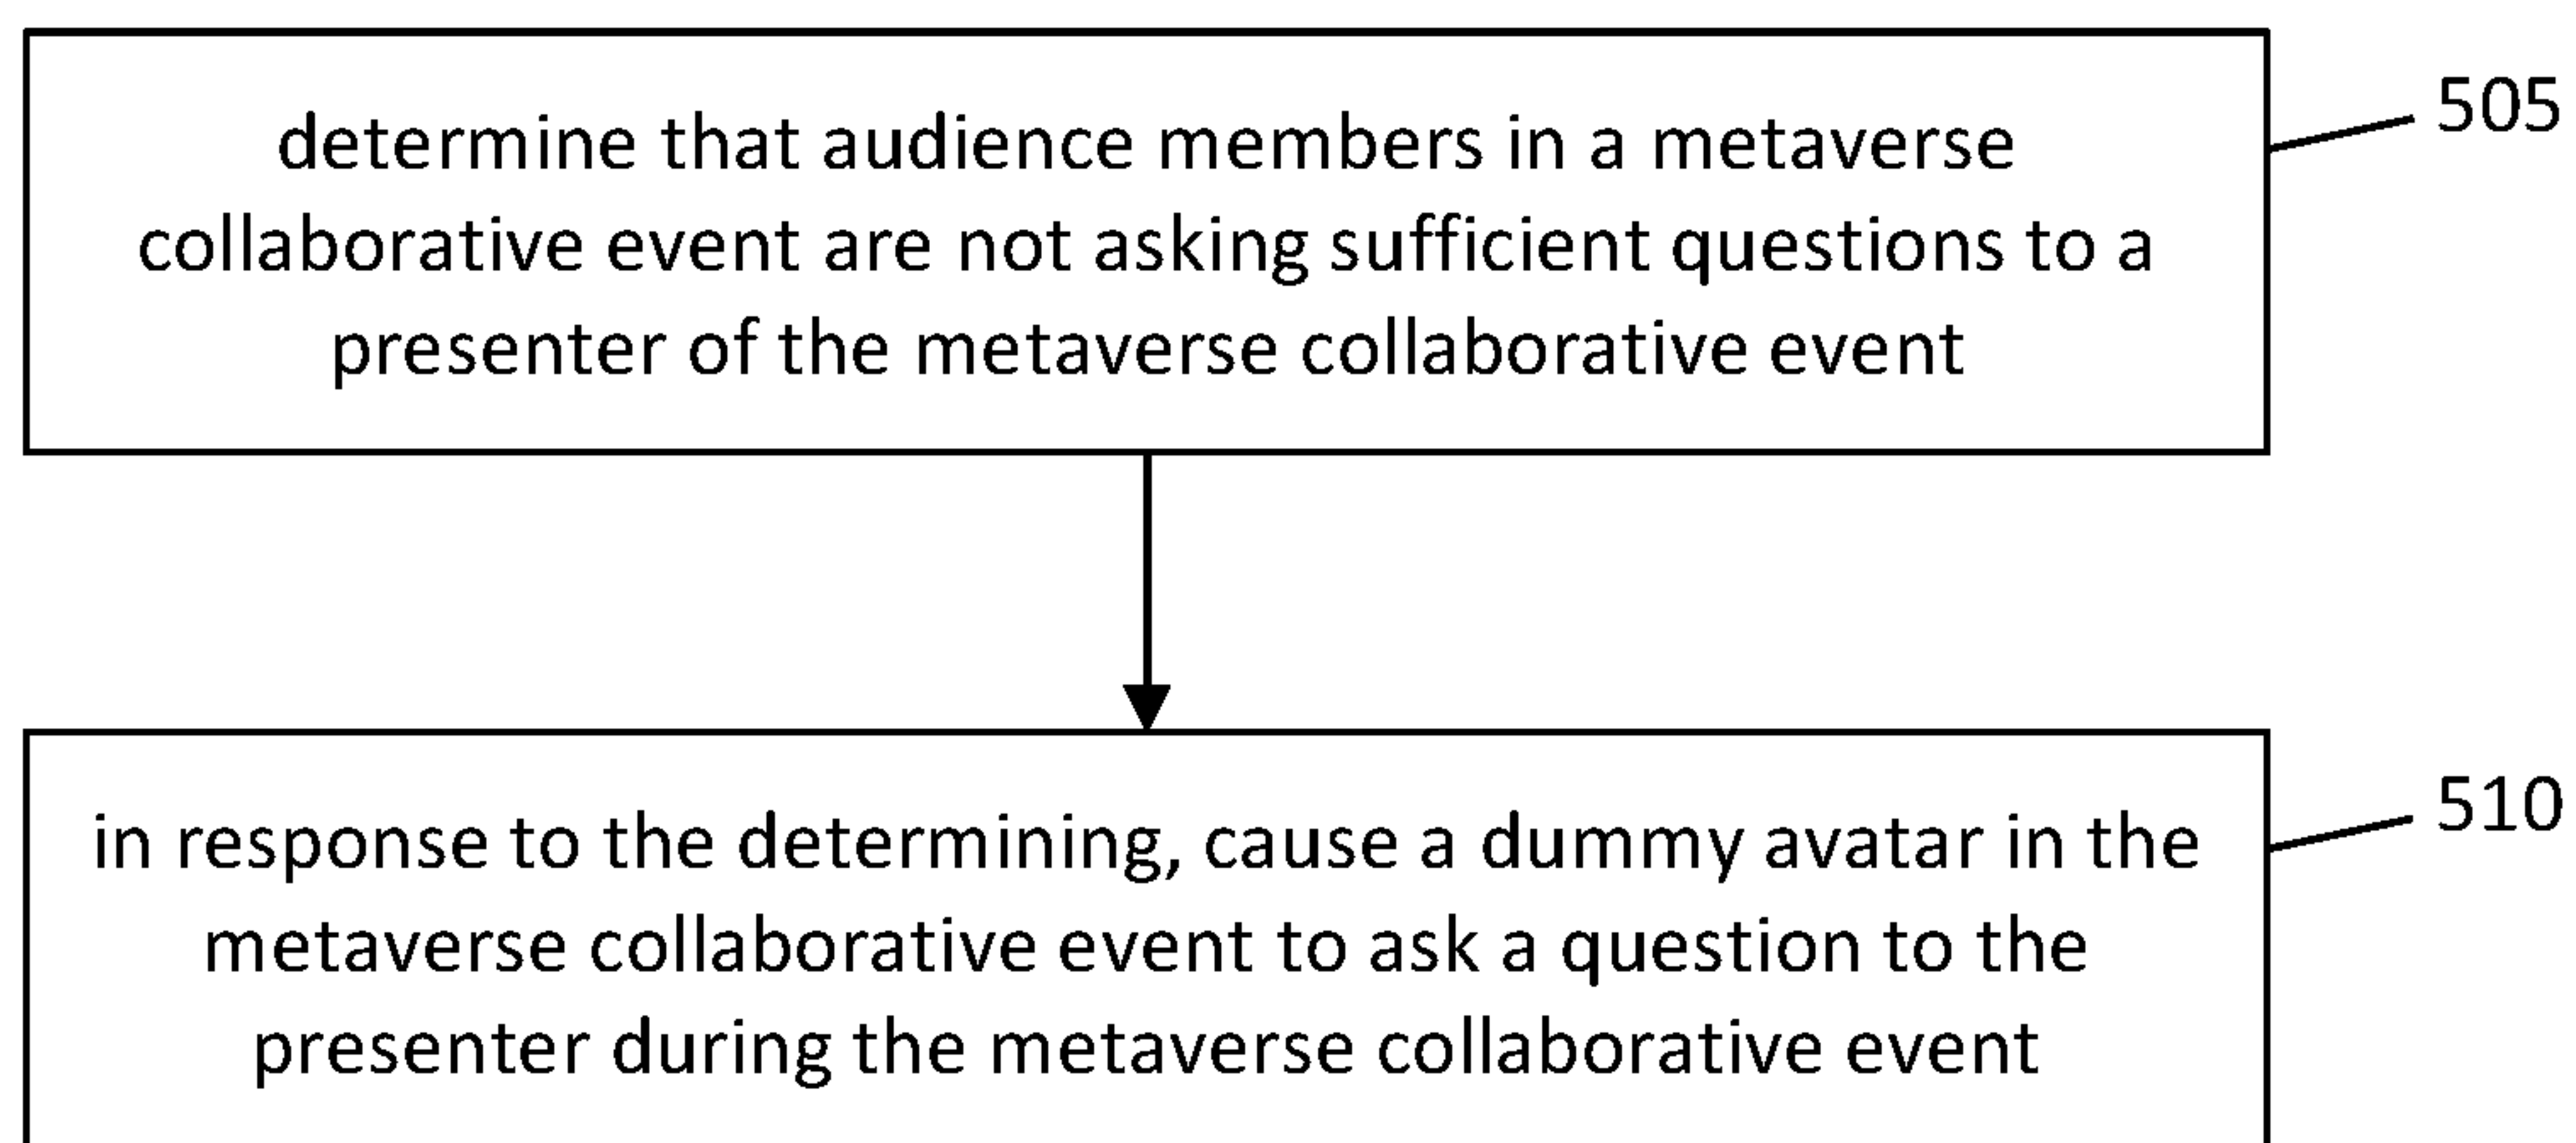 determine that audience members in a metaverse
collaborative event are not asking sufficient questions to a
presenter of the metaverse collaborative event
505
in response to the determining, cause a dummy avatar in the
metaverse collaborative event to ask a question to the
presenter during the metaverse collaborative event
510